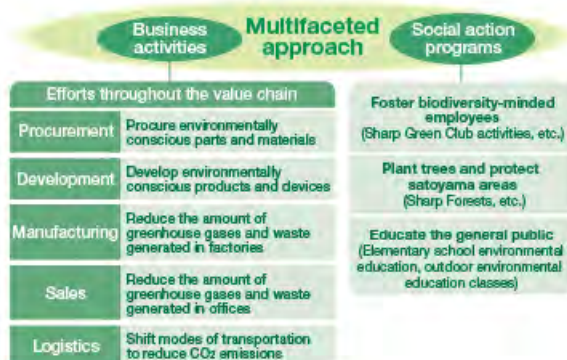 Business
activities
Multifaceted
approach
Social action
programs
Efforts throughout the value chain
Procurement
Procure environmentally
conscious parts and materials
Development
Develop environmentally
conscious products and devices
Manufacturing
Reduce the amount of
greenhouse gases and waste
generated in factories
Sales
Reduce the amount of
greenhouse gases and waste
generated in offices
Logistics
Shift modes of transportation
to reduce CO2 emissions
Foster biodiversity-minded
employees
(Sharp Green Club activities, etc.)
Plant trees and protect
satoyama areas
(Sharp Forests, etc.)
Educate the general public
(Elementary school environmental
education, outdoor environmental
education classes)